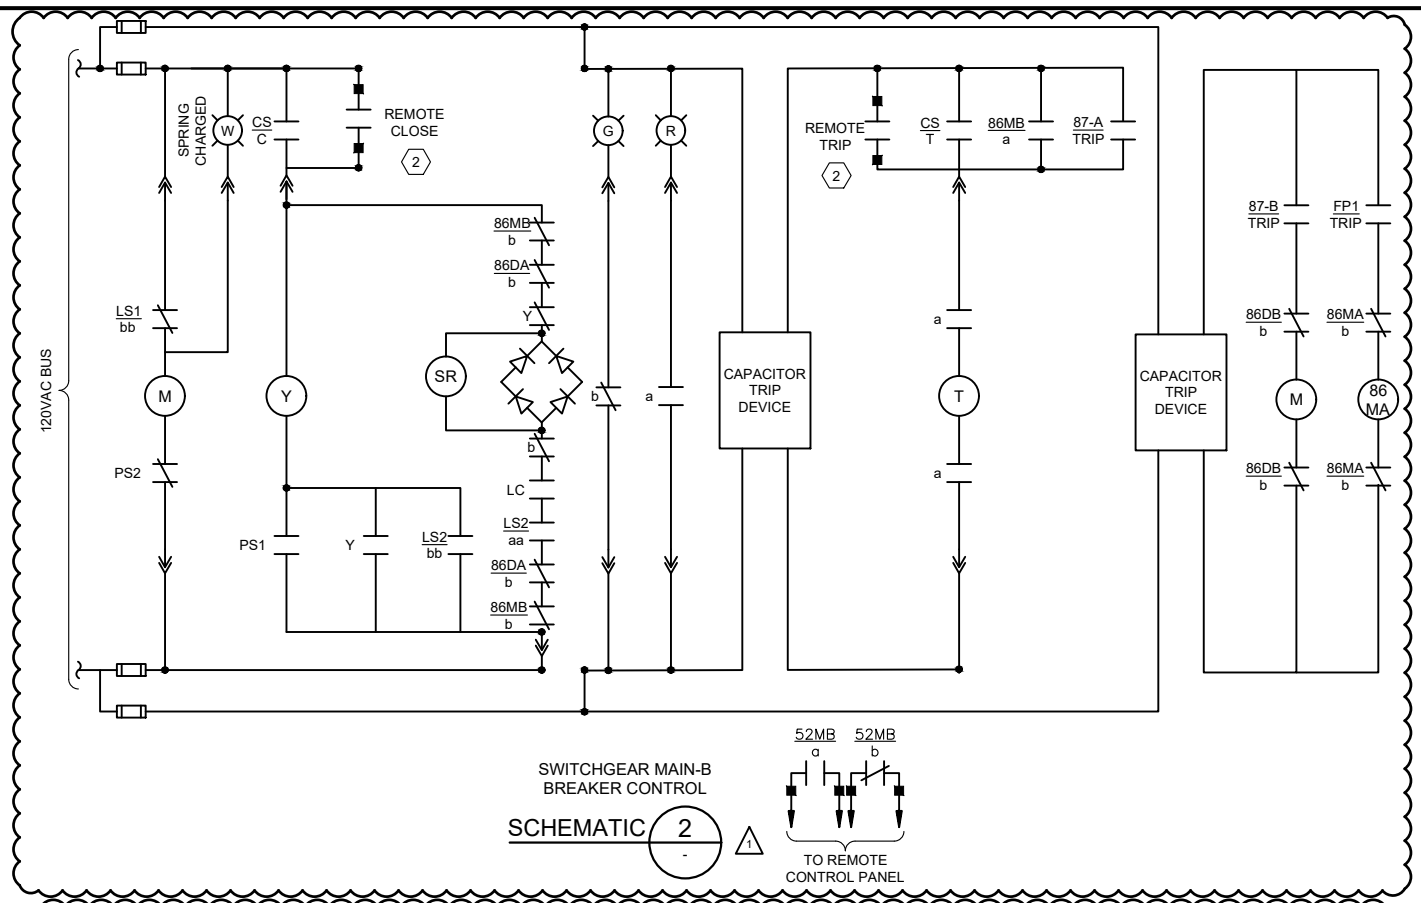 120VAC BUS
SPRING
CHARGED
W
CS
C
REMOTE
CLOSE
2
LS1
bb
M
PS2
Y
PS1
Y
LS2
bb
86MB
b
86DA
b
Y
SR
b
LC
LS2
aa
86DA
b
86MB
b
G
R
b
a
CAPACITOR
TRIP
DEVICE
REMOTE
TRIP
2
CS
T
86MB
a
87-A
TRIP
a
T
a
CAPACITOR
TRIP
DEVICE
87-B
TRIP
FP1
TRIP
86DB
b
86MA
b
M
86
MA
86DB
b
86MA
b
SWITCHGEAR MAIN-B
BREAKER CONTROL
SCHEMATIC
2
-
1
52MB
a
52MB
b
TO REMOTE
CONTROL PANEL